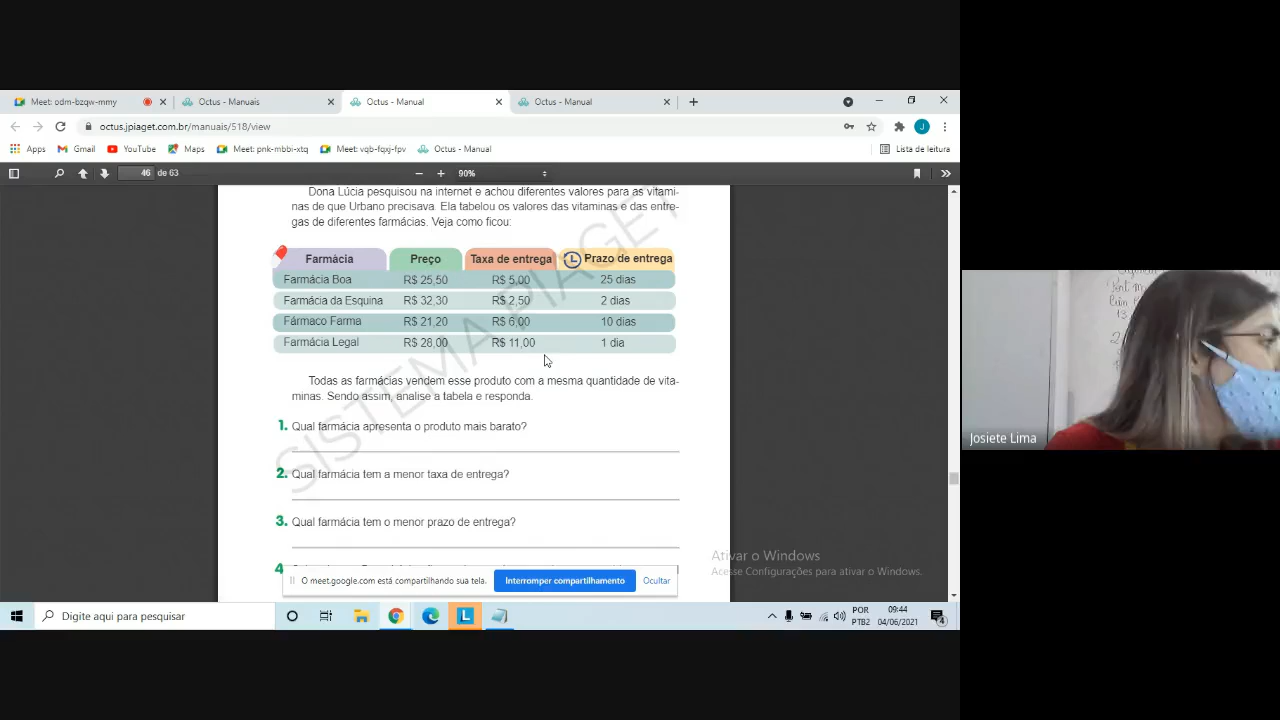 Meet: odm-bzqw-mmy
Octus - Manuais
Octus - Manual
Octus - Manual
octus.jpiaget.com.br/manuais/518/view
Apps
Gmail
YouTube
Maps
Meet: pnk-mbbi-xtq
Meet: vqb-fqxj-fpv
Octus - Manual
Lista de leitura
46 de 63
90%
Dona Lúcia pesquisou na internet e achou diferentes valores para as vitami-
nas de que Urbano precisava. Ela tabelou os valores das vitaminas e das entre-
gas de diferentes farmácias. Veja como ficou:
Farmácia Preço Taxa de entrega Prazo de entrega
Farmácia Boa R$ 25,50 R$ 5,00 25 dias
Farmácia da Esquina R$ 32,30 R$ 2,50 2 dias
Fármaco Farma R$ 21,20 R$ 6,00 10 dias
Farmácia Legal R$ 28,00 R$ 11,00 1 dia
SISTEMA PIAGET
Todas as farmácias vendem esse produto com a mesma quantidade de vita-
minas. Sendo assim, analise a tabela e responda.
1. Qual farmácia apresenta o produto mais barato?
2. Qual farmácia tem a menor taxa de entrega?
3. Qual farmácia tem o menor prazo de entrega?
4
O meet.google.com está compartilhando sua tela.
Interromper compartilhamento
Ocultar
Ativar o Windows
Acesse Configurações para ativar o Windows.
Digite aqui para pesquisar
L
POR
PTB2
09:44
04/06/2021
4
J
Josiete Lima